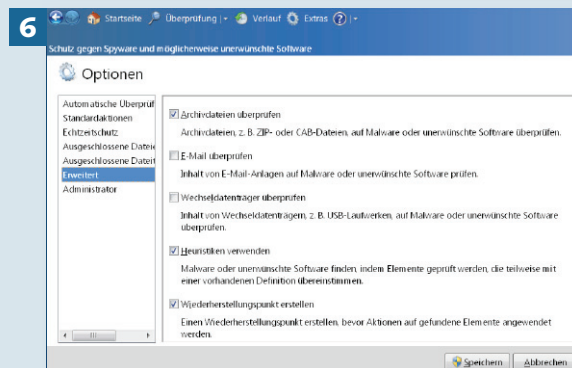 6
Startseite Überprüfung Verlauf Extras
Schutz gegen Spyware und möglicherweise unerwünschte Software
Optionen
Automatische Überprüf
Standardaktionen
Echtzeitschutz
Ausgeschlossene Dateie
Ausgeschlossene Dateit
Erweitert
Administrator
Archivdateien überprüfen
Archivdateien, z. B. ZIP- oder CAB-Dateien, auf Malware oder unerwünschte Software überprüfen.
E-Mail überprüfen
Inhalt von E-Mail-Anlagen auf Malware oder unerwünschte Software prüfen.
Wechseldatenträger überprüfen
Inhalt von Wechseldatenträgern, z. B. USB-Laufwerken, auf Malware oder unerwünschte Software
überprüfen.
Heuristiken verwenden
Malware oder unerwünschte Software finden, indem Elemente geprüft werden, die teilweise mit
einer vorhandenen Definition übereinstimmen.
Wiederherstellungspunkt erstellen
Einen Wiederherstellungspunkt erstellen, bevor Aktionen auf gefundene Elemente angewendet
werden.
Speichern Abbrechen